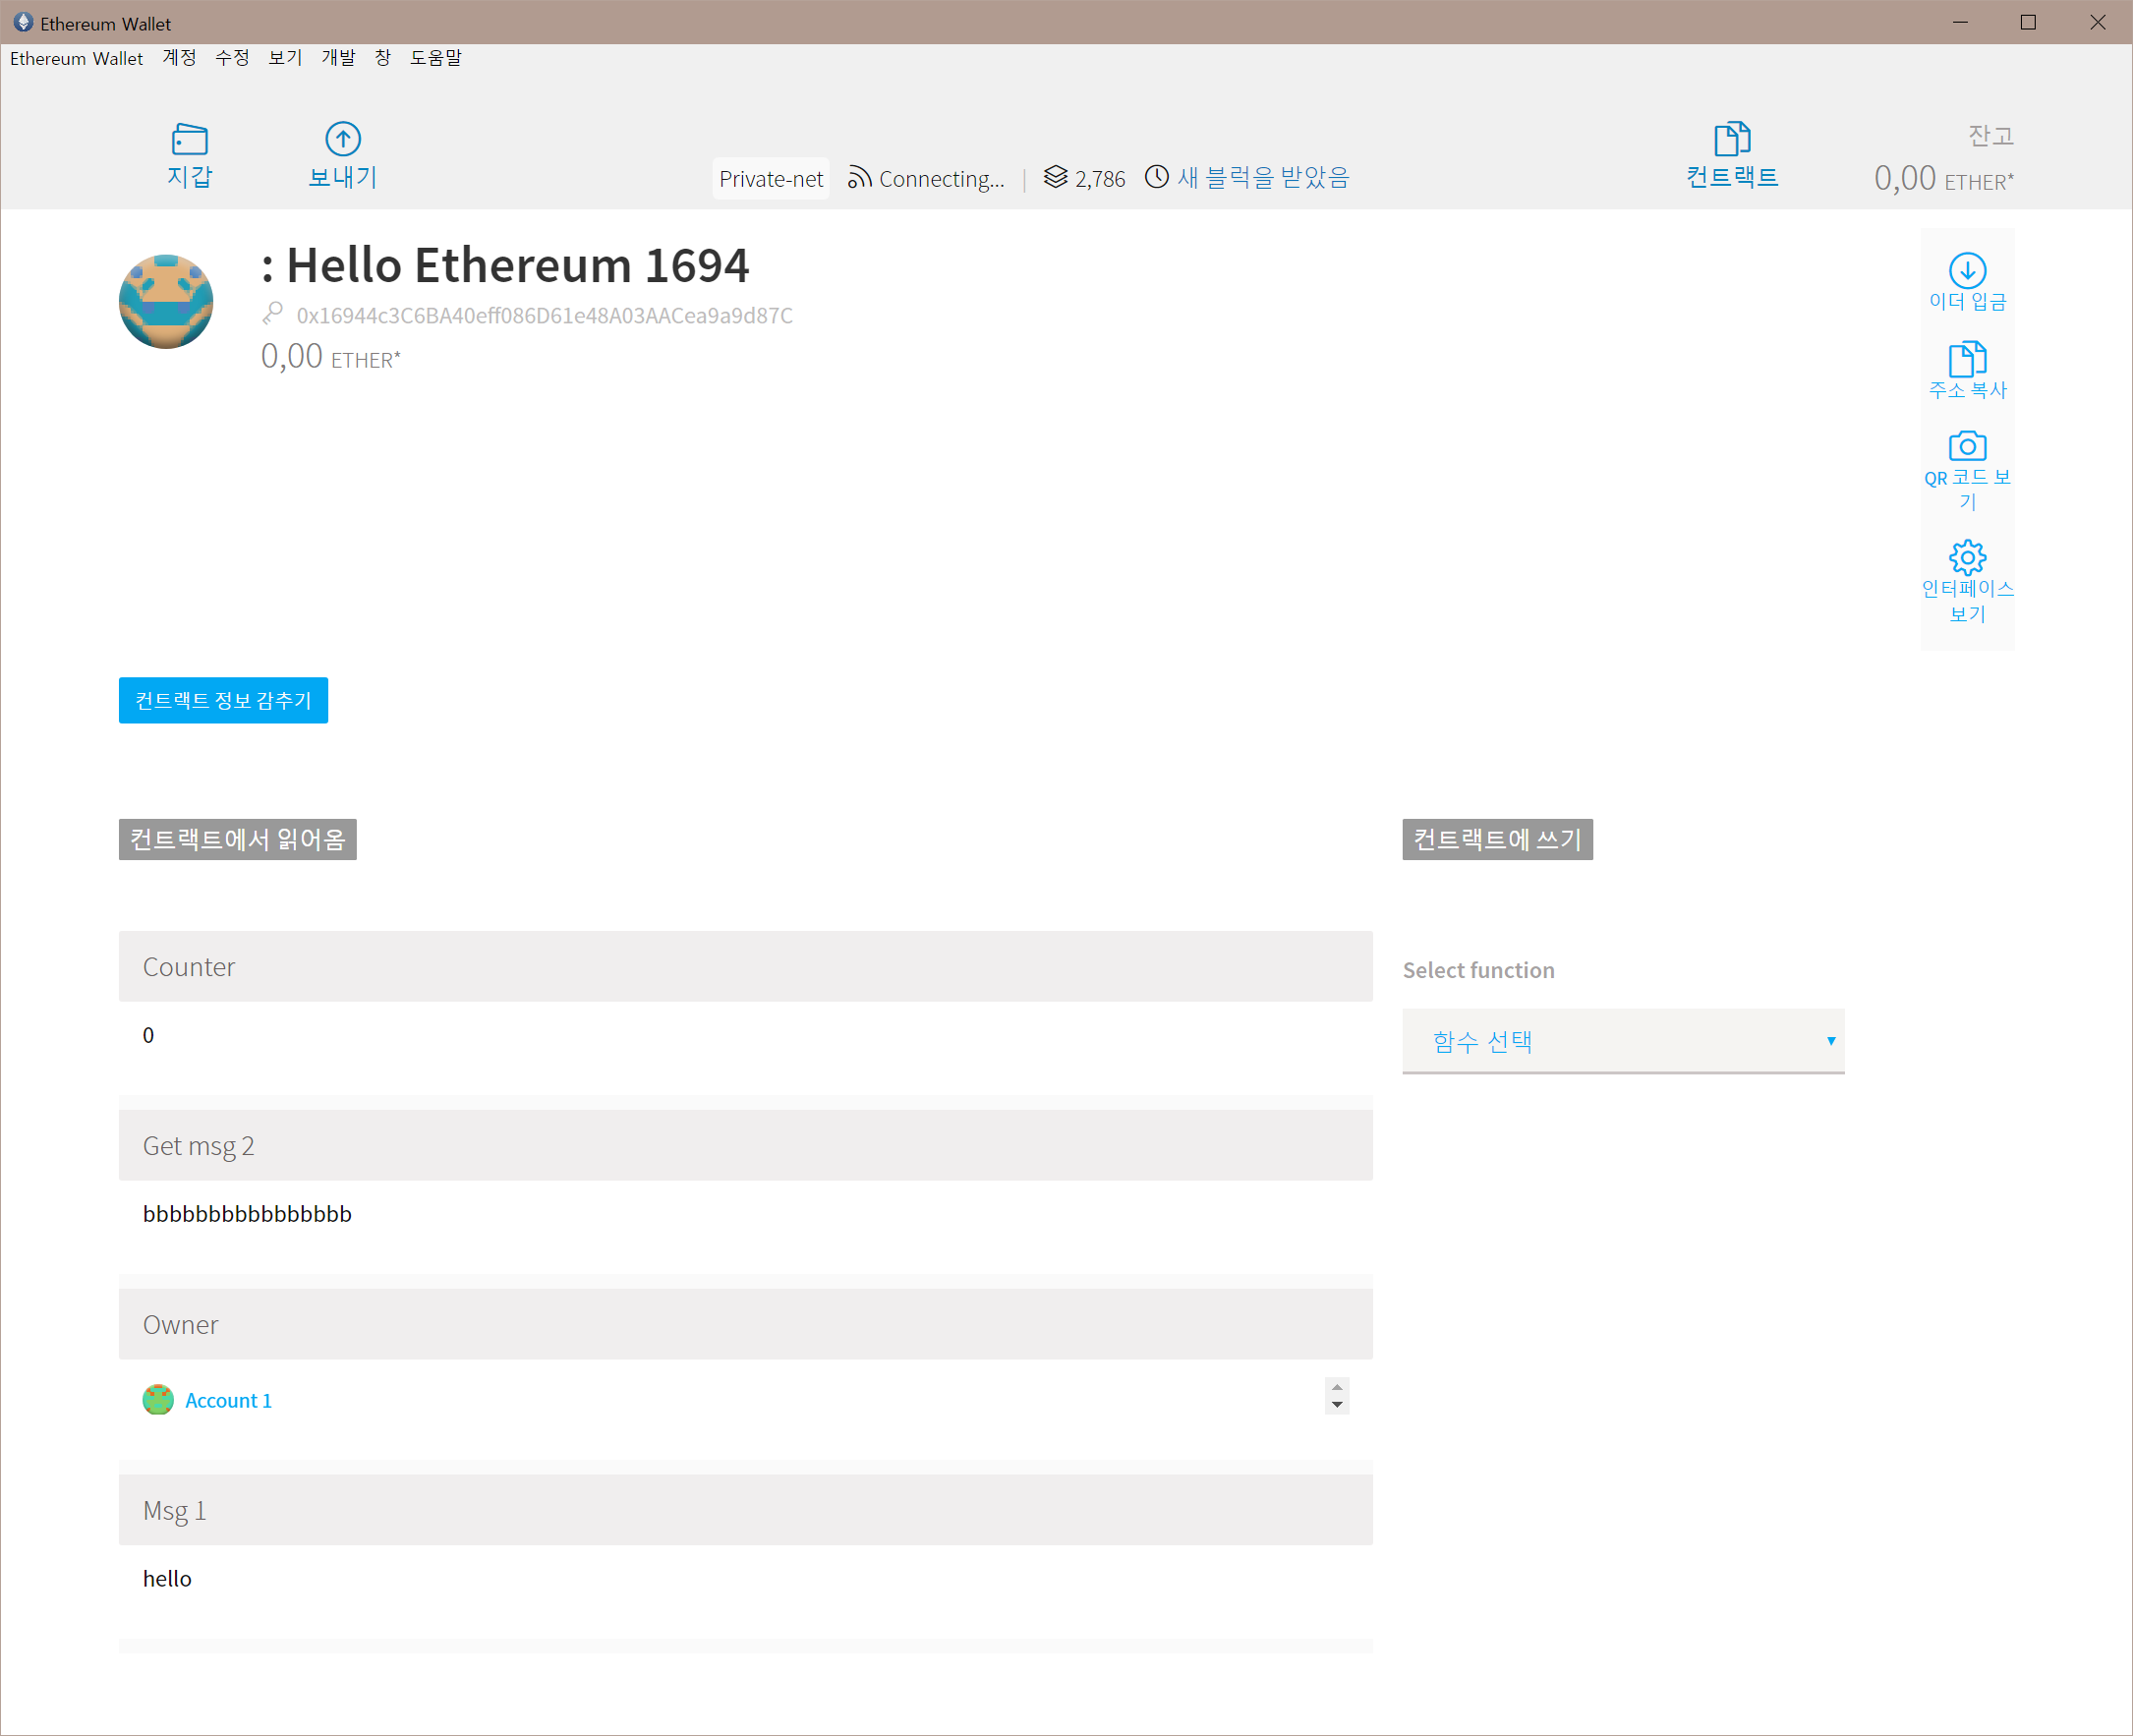 Ethereum Wallet
Ethereum Wallet 계정 수정 보기 개발 창 도움말
지갑
보내기
Private-net Connecting... | 2,786 새 블럭을 받았음
컨트랙트
잔고
0,00 ETHER*
: Hello Ethereum 1694
0x16944c3C6BA40eff086D61e48A03AACea9a9d87C
0,00 ETHER*
이더 입금
주소 복사
QR 코드 보
기
인터페이스
보기
컨트랙트 정보 감추기
컨트랙트에서 읽어옴
컨트랙트에 쓰기
Counter
0
Get msg 2
bbbbbbbbbbbbbbbb
Owner
Account 1
Msg 1
hello
Select function
함수 선택